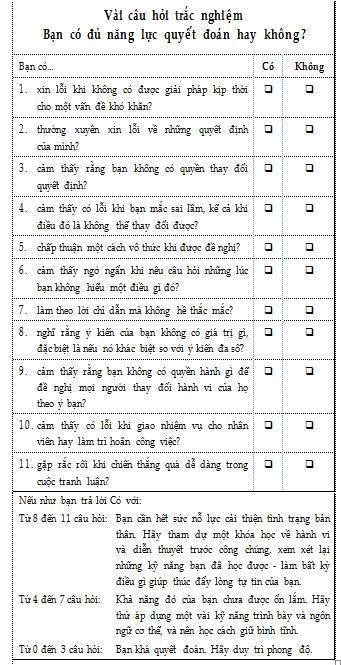 Vài câu hỏi trắc nghiệm
Bạn có đủ năng lực quyết đoán hay không?
Bạn có... Có Không
1. xin lỗi khi không có được giải pháp kịp thời
cho một vấn đề khó khăn? ❑ ❑
2. thường xuyên xin lỗi về những quyết định
của mình? ❑ ❑
3. cảm thấy rằng bạn không có quyền thay đổi
quyết định? ❑ ❑
4. cảm thấy có lỗi khi bạn mắc sai lầm, kể cả khi
điều đó là không thể thay đổi được? ❑ ❑
5. chấp thuận một cách vô thức khi được đề nghị? ❑ ❑
6. cảm thấy ngớ ngẩn khi nêu câu hỏi những lúc
bạn không hiểu một điều gì đó? ❑ ❑
7. làm theo lời chỉ dẫn mà không hề thắc mắc? ❑ ❑
8. nghĩ rằng ý kiến của bạn không có giá trị gì,
đặc biệt là nếu nó khác biệt so với ý kiến đa số? ❑ ❑
9. cảm thấy rằng bạn không có quyền hành gì để
đề nghị mọi người thay đổi hành vi của họ
theo ý bạn? ❑ ❑
10. cảm thấy có lỗi khi giao nhiệm vụ cho nhân
viên hay làm trì hoãn công việc? ❑ ❑
11. gặp rắc rối khi chiến thắng quá dễ dàng trong
cuộc tranh luận? ❑ ❑
Nếu như bạn trả lời Có với:
Từ 8 đến 11 câu hỏi: Bạn cần hết sức nỗ lực cải thiện tình trạng bản
thân. Hãy tham dự một khóa học về hành vi
và diễn thuyết trước công chúng, xem xét lại
những kỹ năng bạn đã học được - làm bất kỳ
điều gì giúp thúc đẩy lòng tự tin của bạn.
Từ 4 đến 7 câu hỏi: Khả năng đó của bạn chưa được ổn lắm. Hãy
thử áp dụng một vài kỹ năng trình bày và ngôn
ngữ cơ thể, và nên học cách giữ bình tĩnh.
Từ 0 đến 3 câu hỏi: Bạn khá quyết đoán. Hãy duy trì phong độ.